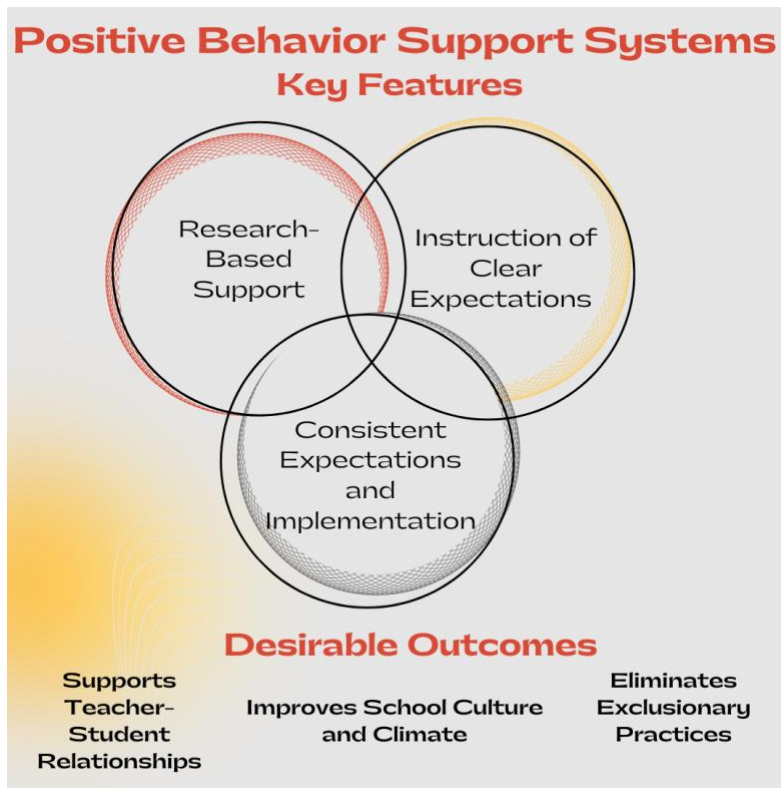 Positive Behavior Support Systems
Key Features
Research-
Based
Support
Instruction of
Clear
Expectations
Consistent
Expectations
and
Implementation
Desirable Outcomes
Supports
Teacher-
Student
Relationships
Improves School Culture
and Climate
Eliminates
Exclusionary
Practices